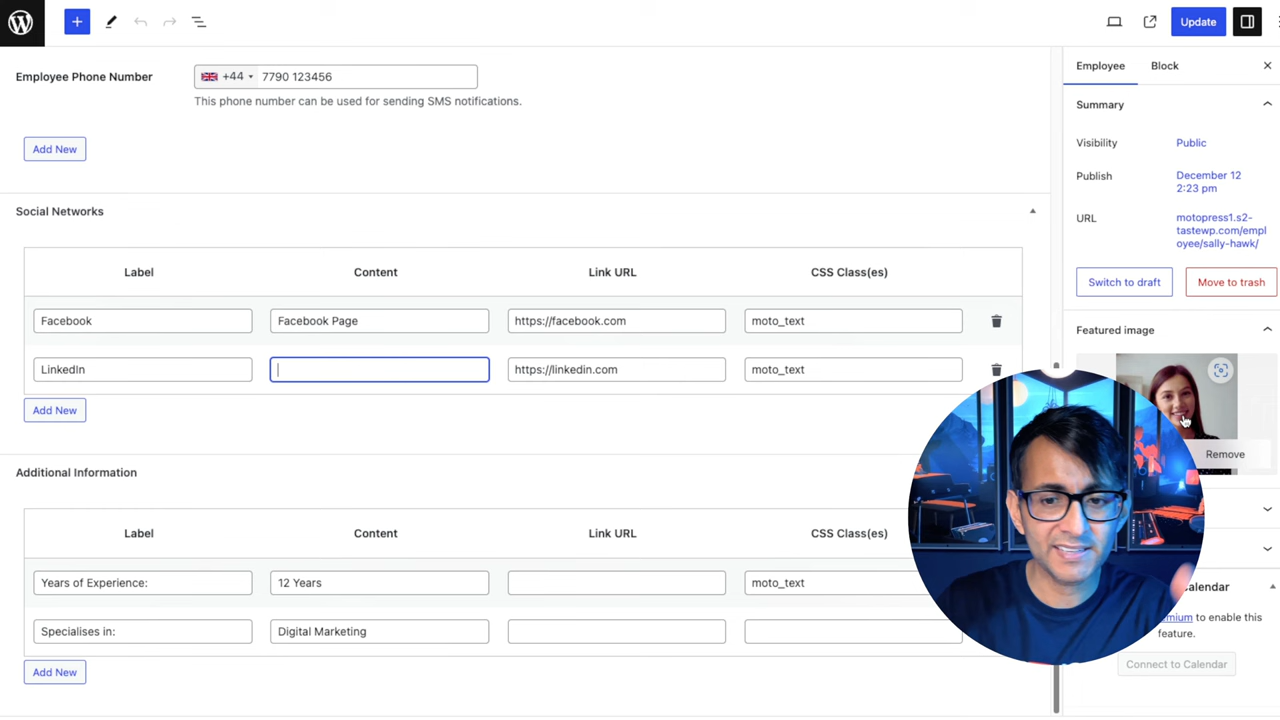 Update
Employee Phone Number
+44
7790 123456
This phone number can be used for sending SMS notifications.
Add New
Social Networks
Label
Content
Link URL
CSS Class(es)
Facebook
Facebook Page
https://facebook.com
moto_text
LinkedIn
https://linkedin.com
moto_text
Add New
Additional Information
Label
Content
Link URL
CSS Class(es)
Years of Experience:
12 Years
moto_text
Specialises in:
Digital Marketing
Add New
Employee
Block
Summary
Visibility
Public
Publish
December 12
2:23 pm
URL
motopress1.s2-
tastewp.com/empl
oyee/sally-hawk/
Switch to draft
Move to trash
Featured image
Remove
Calendar
to enable this
feature.
Connect to Calendar